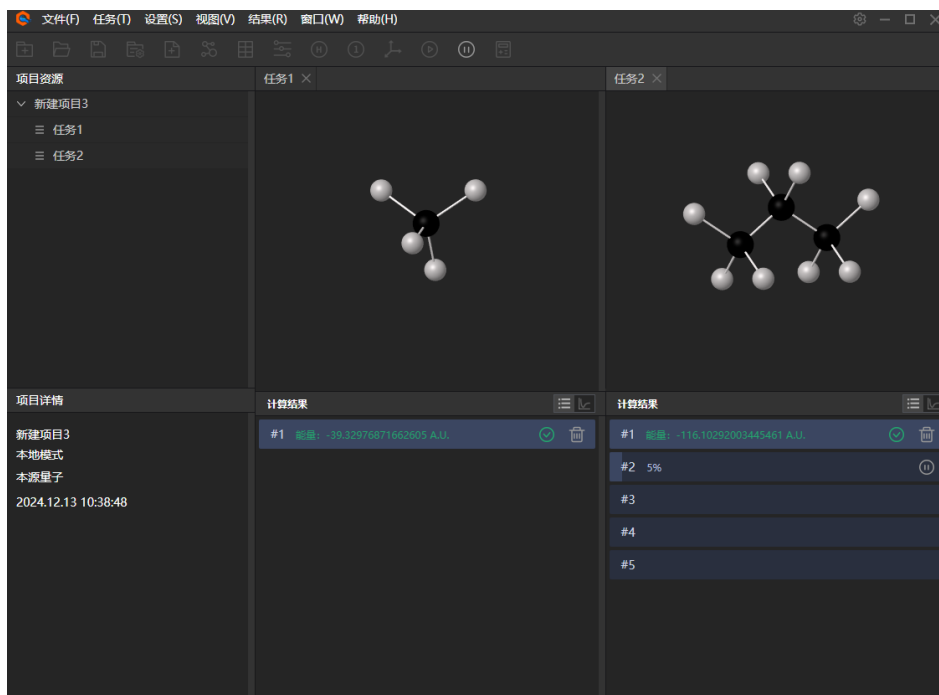 文件(F) 任务(T) 设置(S) 视图(V) 结果(R) 窗口(W) 帮助(H)
项目资源
新建项目3
任务1
任务2
任务1
任务2
项目详情
新建项目3
本地模式
本源量子
2024.12.13 10:38:48
计算结果
#1 能量: -39.32976871662605 A.U.
计算结果
#1 能量: -116.10292003445461 A.U.
#2 5%
#3
#4
#5